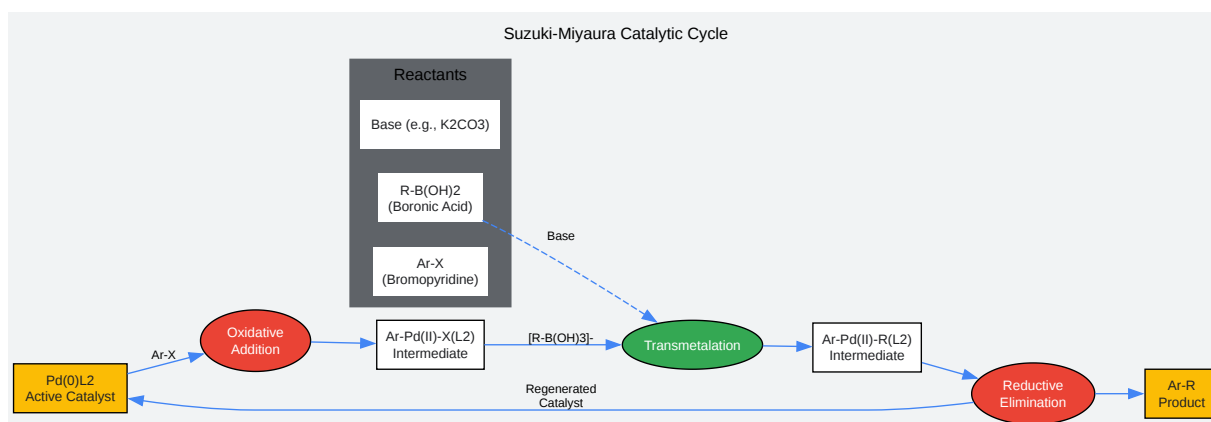 Suzuki-Miyaura Catalytic Cycle
Reactants
Base (e.g., K2CO3)
R-B(OH)2
(Boronic Acid)
Base
Ar-X
(Bromopyridine)
Oxidative
Addition
Ar-X
Ar-Pd(II)-X(L2)
Intermediate
[R-B(OH)3]-
Transmetalation
Ar-Pd(II)-R(L2)
Intermediate
Pd(0)L2
Active Catalyst
Regenerated
Catalyst
Reductive
Elimination
Ar-R
Product